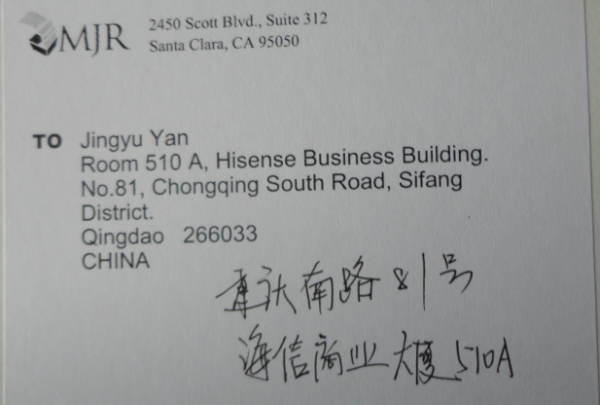 MJR
2450 Scott Blvd., Suite 312
Santa Clara, CA 95050
TO Jingyu Yan
Room 510 A, Hisense Business Building.
No.81, Chongqing South Road, Sifang
District.
Qingdao 266033
CHINA
重庆南路81号
海信商业大厦510A